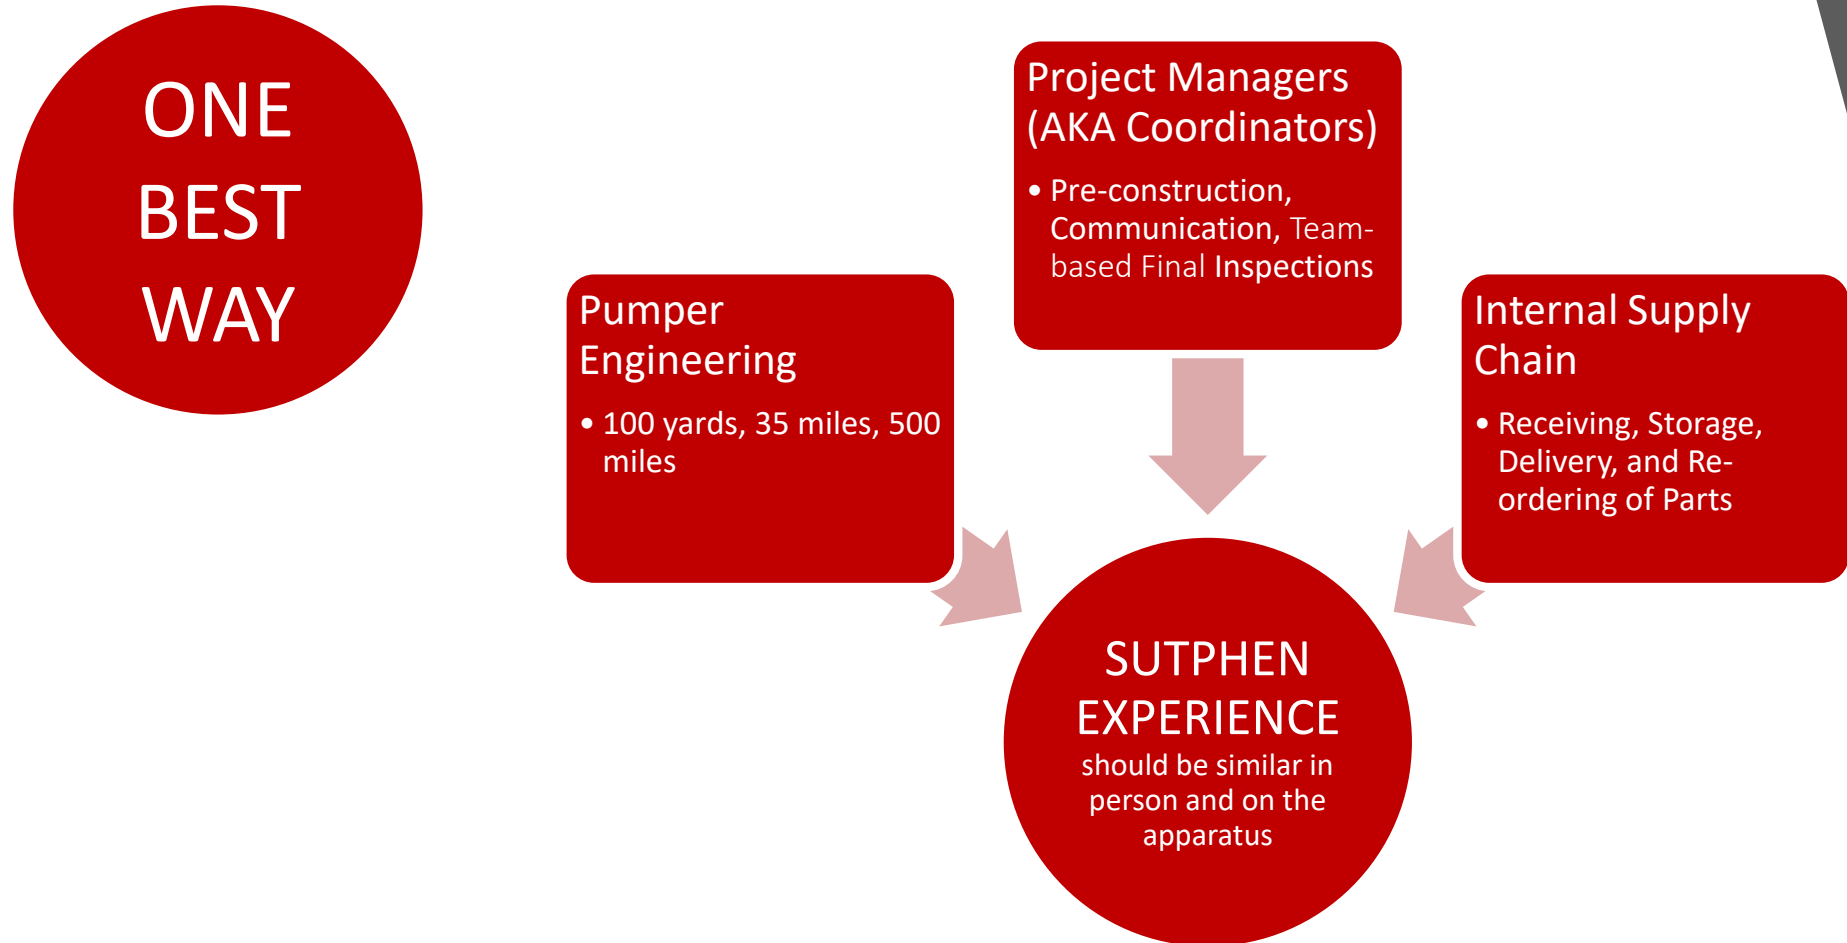 ONE
BEST
WAY
Project Managers
(AKA Coordinators)
• Pre-construction,
Communication, Team-
based Final Inspections
Pumper
Engineering
• 100 yards, 35 miles, 500
miles
Internal Supply
Chain
• Receiving, Storage,
Delivery, and Re-
ordering of Parts
SUTPHEN
EXPERIENCE
should be similar in
person and on the
apparatus